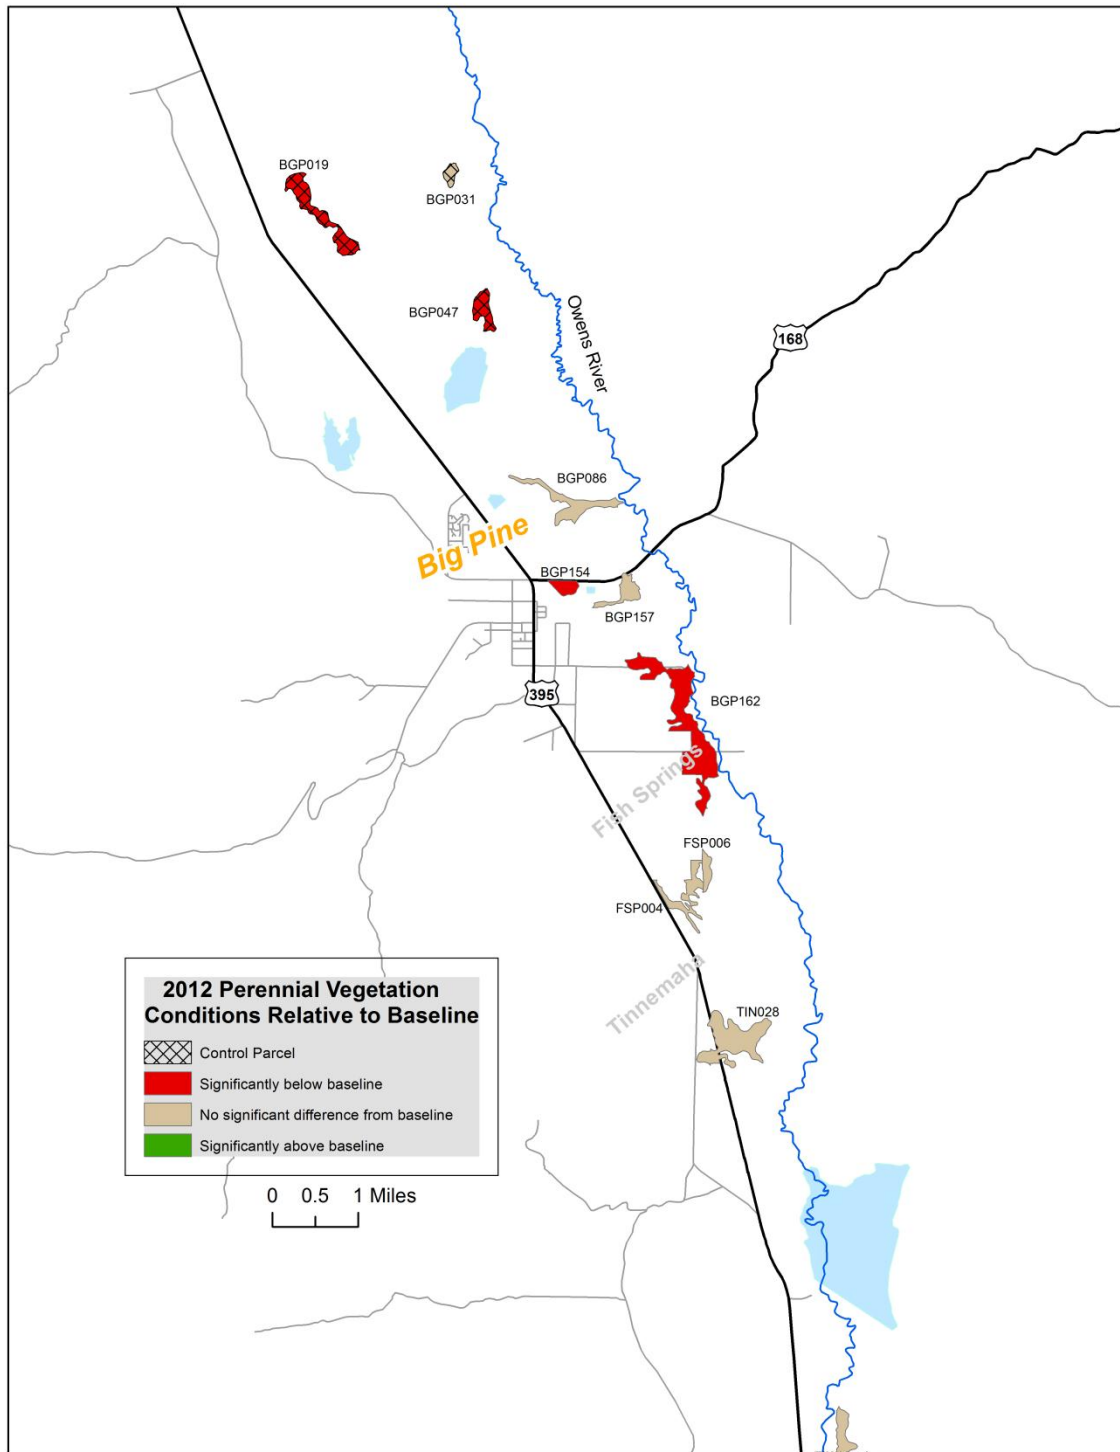 BGP019
BGP031
BGP047
Owens River
168
BGP086
Big Pine
BGP154
BGP157
395
BGP162
Fish Springs
FSP006
FSP004
Tinnemaha
TIN028
2012 Perennial Vegetation
Conditions Relative to Baseline
Control Parcel
Significantly below baseline
No significant difference from baseline
Significantly above baseline
0 0.5 1 Miles